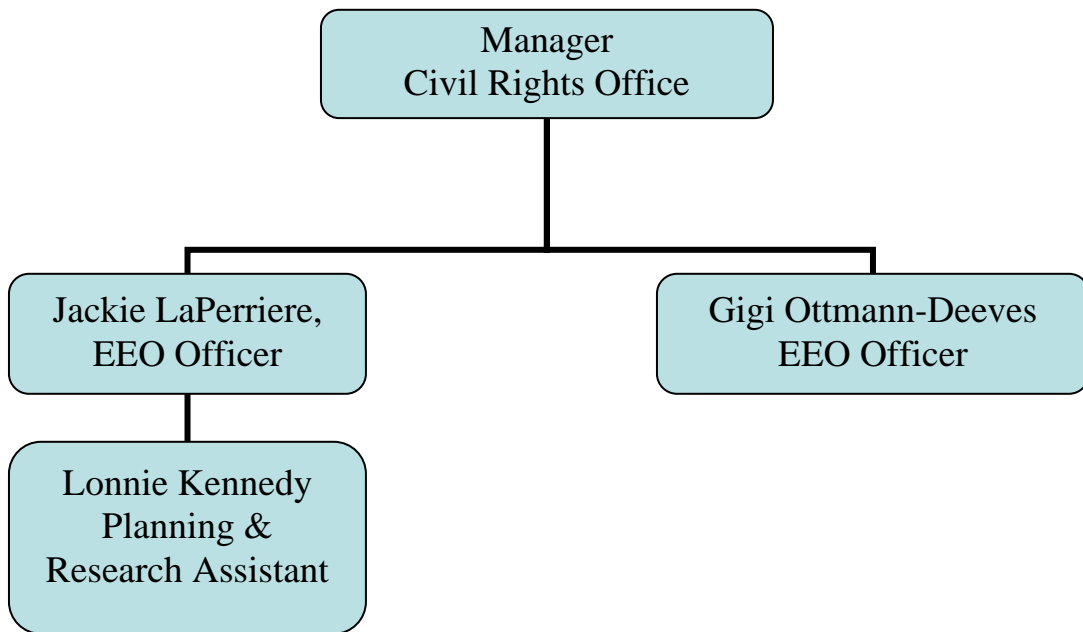 Manager
Civil Rights Office
Jackie LaPerriere,
EEO Officer
Gigi Ottmann-Deeves
EEO Officer
Lonnie Kennedy
Planning &
Research Assistant